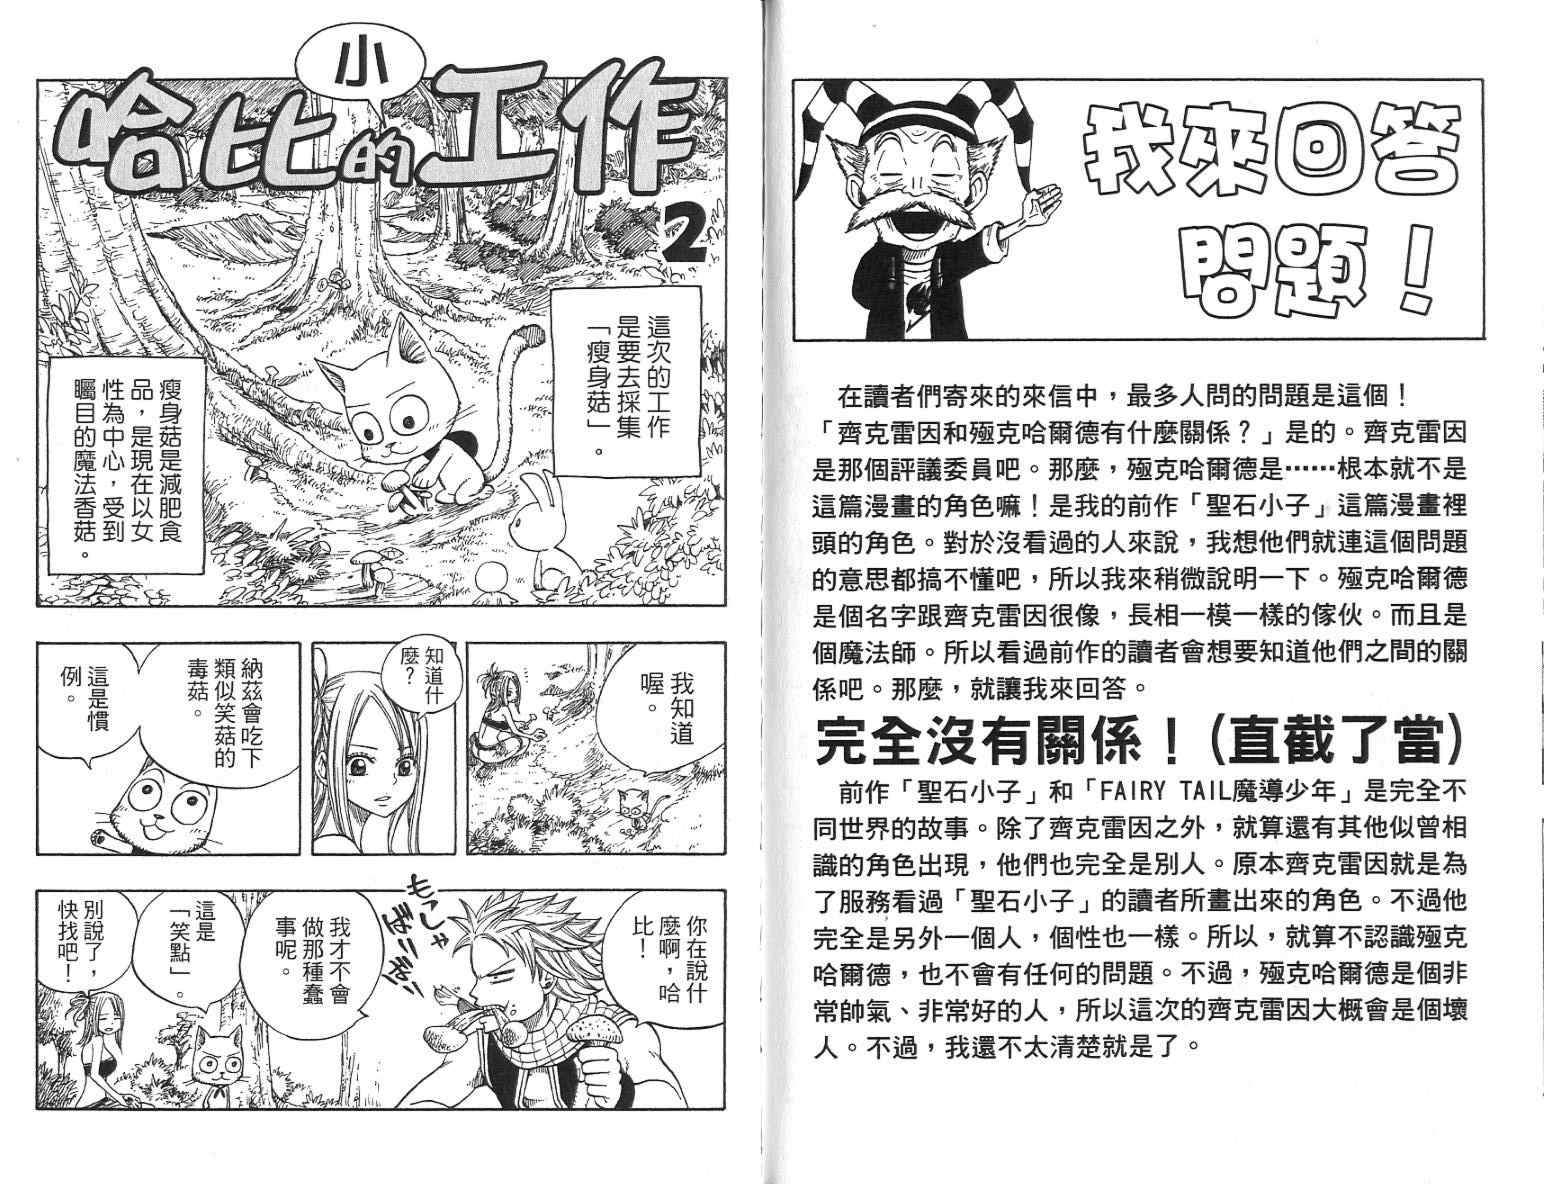 我來回答
問題！
在讀者們寄來的來信中，最多人問的問題是這個！
「齊克雷因和殛克哈爾德有什麼關係？」是的。齊克雷因
是那個評議委員吧。那麼，殛克哈爾德是……根本就不是
這篇漫畫的角色嘛！是我的前作「聖石小子」這篇漫畫裡
頭的角色。對於沒看過的人來說，我想他們就連這個問題
的意思都搞不懂吧，所以我來稍微說明一下。殛克哈爾德
是個名字跟齊克雷因很像，長相一模一樣的傢伙。而且是
個魔法師。所以看過前作的讀者會想要知道他們之間的關
係吧。那麼，就讓我來回答。
完全沒有關係！(直截了當)
前作「聖石小子」和「FAIRY TAIL魔導少年」是完全不
同世界的故事。除了齊克雷因之外，就算還有其他似曾相
識的角色出現，他們也完全是別人。原本齊克雷因就是為
了服務看過「聖石小子」的讀者所畫出來的角色。不過他
完全是另外一個人，個性也一樣。所以，就算不認識殛克
哈爾德，也不會有任何的問題。不過，殛克哈爾德是個非
常帥氣、非常好的人，所以這次的齊克雷因大概會是個壞
人。不過，我還不太清楚就是了。
小
哈比的工作
2
這次的工作
是要去採集
「瘦身菇」。
瘦身菇是減肥食
品，是現在以女
性為中心，受到
矚目的魔法香菇。
我知道
喔。
知道什
麼？
納茲會吃下
類似笑菇的
毒菇。
這是慣
例。
你在說什
麼啊，哈
比！
もっしゃ
もっしゃ
我才不會
做那種蠢
事呢。
這是
「笑點」。
別說了，
快找吧！